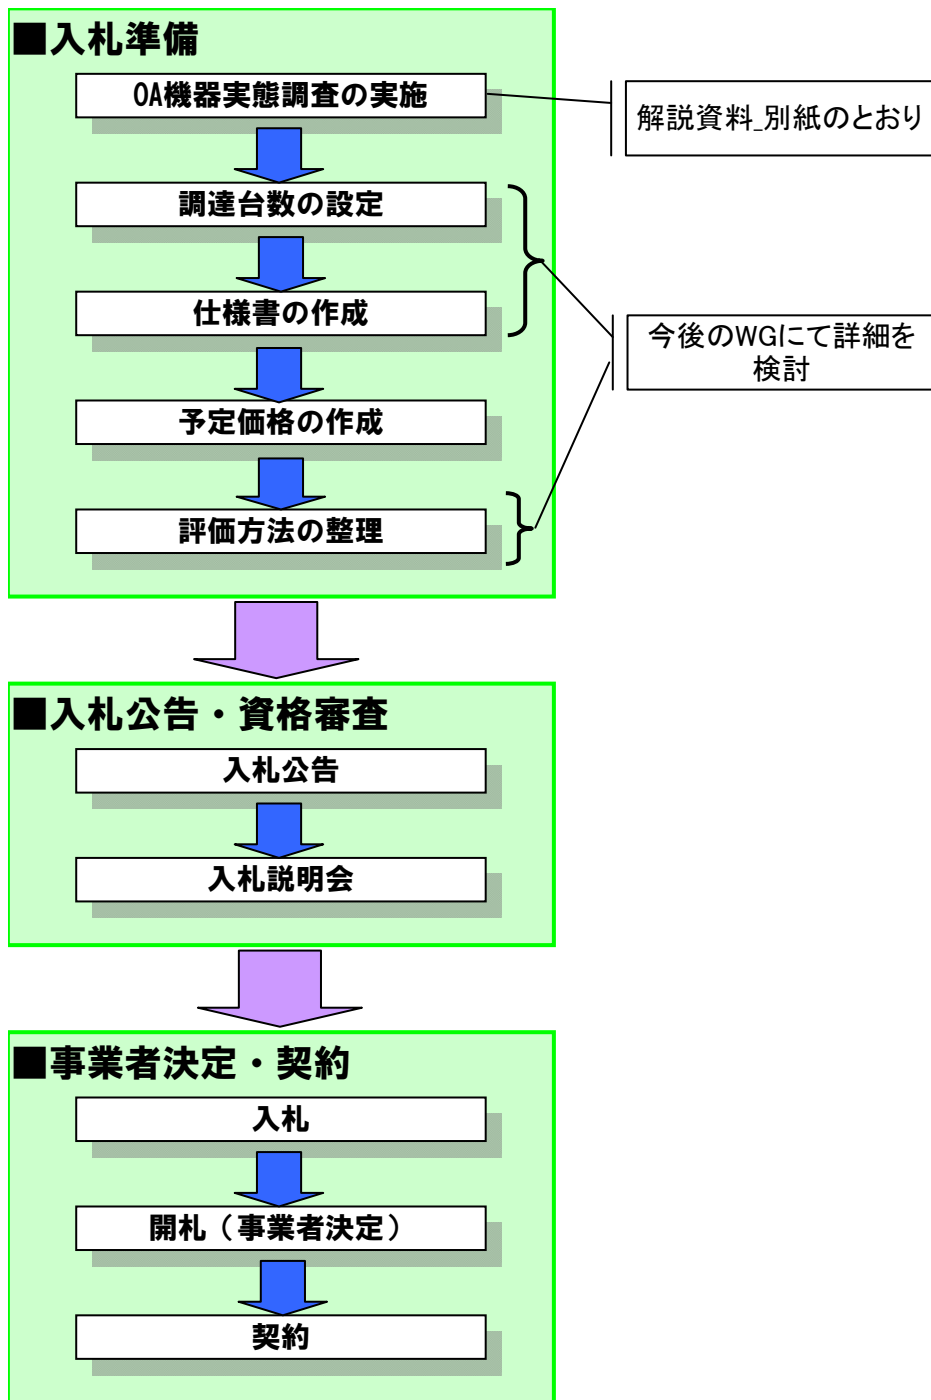 ■入札準備
OA機器実態調査の実施
解説資料_別紙のとおり
調達台数の設定
仕様書の作成
今後のWGにて詳細を
検討
予定価格の作成
評価方法の整理
■入札公告・資格審査
入札公告
入札説明会
■事業者決定・契約
入札
開札（事業者決定）
契約